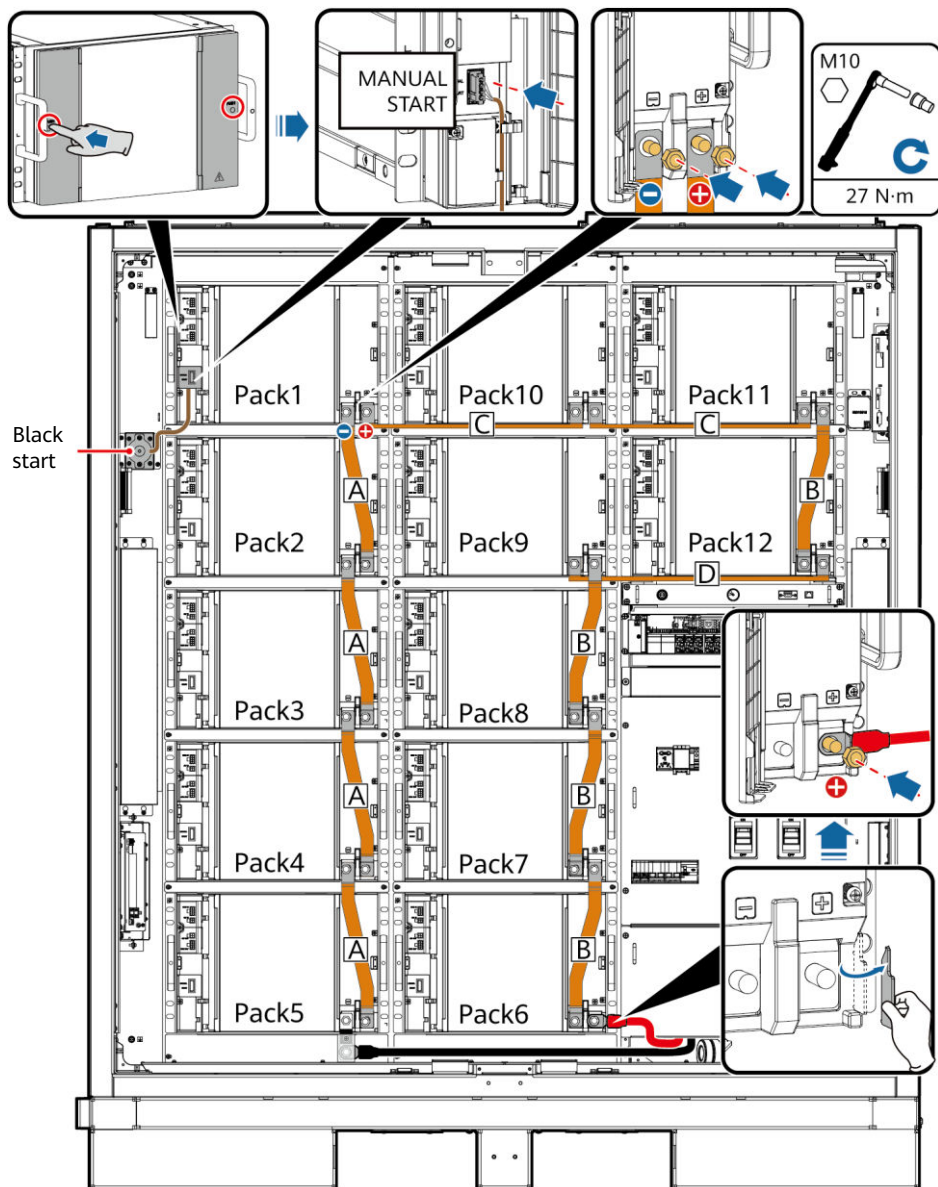 MANUAL
START
M10
27 N·m
Black
start
Pack1
Pack10
Pack11
C
C
A
B
Pack2
Pack9
Pack12
D
A
B
Pack3
Pack8
A
B
Pack4
Pack7
A
B
Pack5
Pack6